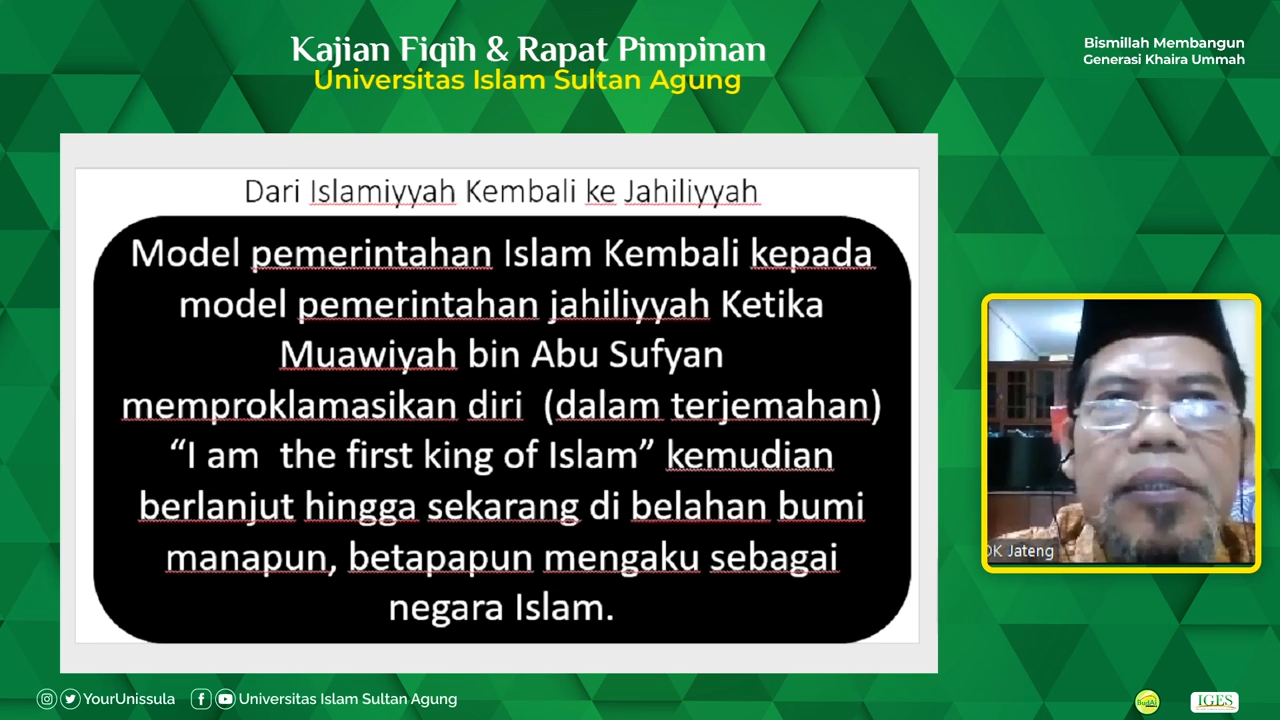 Kajian Fiqih & Rapat Pimpinan
Universitas Islam Sultan Agung
Bismillah Membangun
Generasi Khaira Ummah
Dari Islamiyyah Kembali ke Jahiliyyah
Model pemerintahan Islam Kembali kepada
model pemerintahan jahiliyyah Ketika
Muawiyah bin Abu Sufyan
memproklamasikan diri (dalam terjemahan)
“I am the first king of Islam” kemudian
berlanjut hingga sekarang di belahan bumi
manapun, betapapun mengaku sebagai
negara Islam.
OK Jateng
YourUnissula
Universitas Islam Sultan Agung
BudAi
IGES